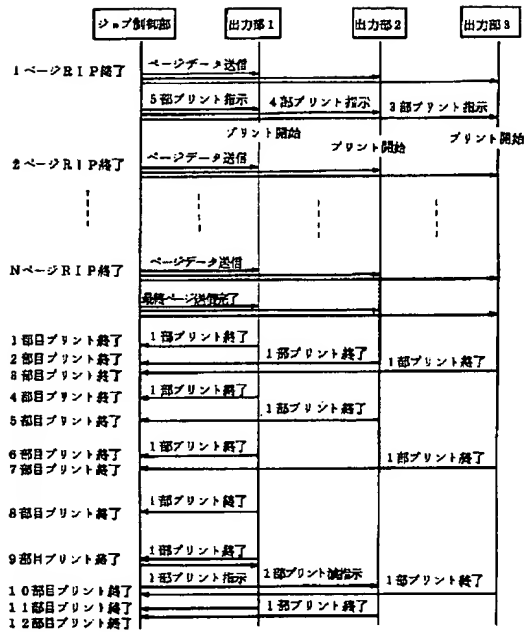 ジョブ制御部 出力部1 出力部2 出力部3
ページデータ送信
1ページRIP終了
5部プリント指示 4部プリント指示 3部プリント指示
プリント開始 プリント開始 プリント開始
ページデータ送信
2ページRIP終了
ページデータ送信
NページRIP終了
最終ページ送信完了
1部目プリント終了 1部プリント終了
2部目プリント終了 1部プリント終了
3部目プリント終了 1部プリント終了
4部目プリント終了 1部プリント終了
5部目プリント終了 1部プリント終了
6部目プリント終了 1部プリント終了
7部目プリント終了 1部プリント終了
8部目プリント終了 1部プリント終了
9部目プリント終了 1部プリント終了
1部プリント指示 1部プリント減指示
10部目プリント終了 1部プリント終了
11部目プリント終了 1部プリント終了
12部目プリント終了